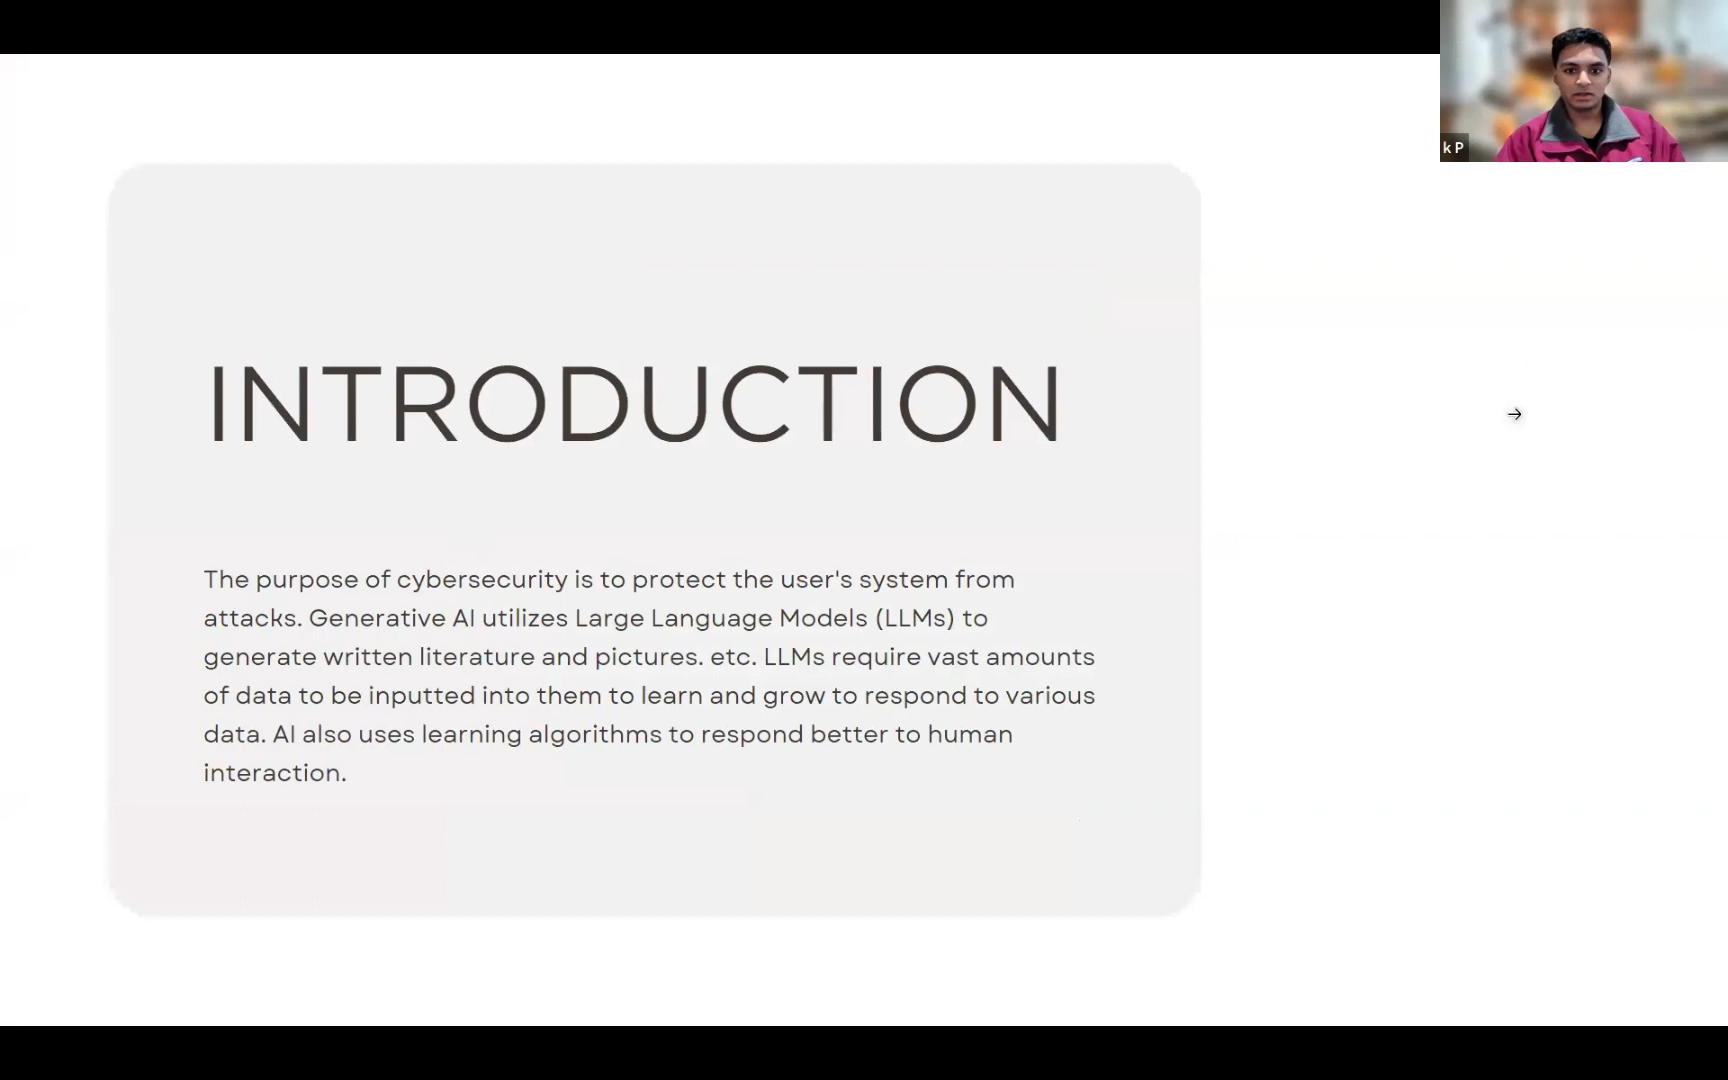 k P
INTRODUCTION
The purpose of cybersecurity is to protect the user's system from
attacks. Generative AI utilizes Large Language Models (LLMs) to
generate written literature and pictures. etc. LLMs require vast amounts
of data to be inputted into them to learn and grow to respond to various
data. AI also uses learning algorithms to respond better to human
interaction.